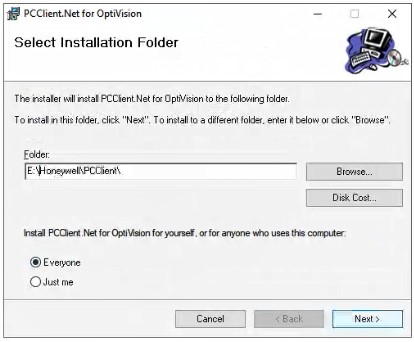 PCClient.Net for OptiVision
Select Installation Folder
The installer will install PCClient.Net for OptiVision to the following folder.
To install in this folder, click "Next". To install to a different folder, enter it below or click "Browse".
Folder:
E:\Honeywell\PCClient\
Browse...
Disk Cost...
Install PCClient.Net for OptiVision for yourself, or for anyone who uses this computer:
Everyone
Just me
Cancel
< Back
Next >